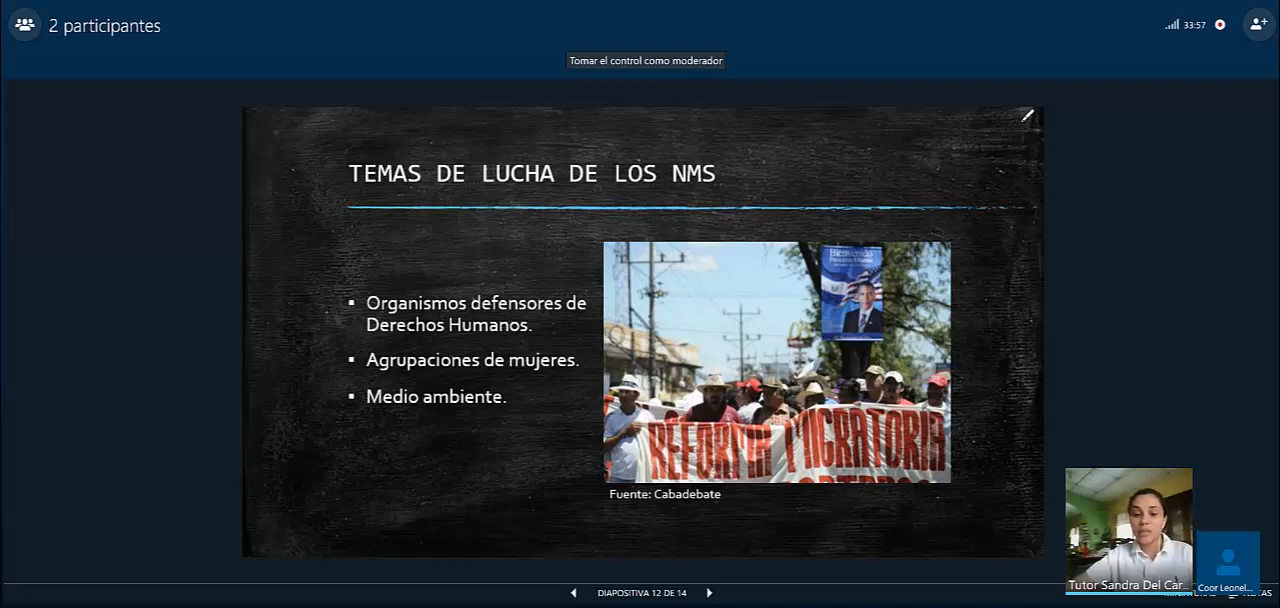 2 participantes
33:57
Tomar el control como moderador
TEMAS DE LUCHA DE LOS NMS
▪ Organismos defensores de
Derechos Humanos.
▪ Agrupaciones de mujeres.
▪ Medio ambiente.
Bienvenido
REFORMA MIGRATORIA
Fuente: Cabadebate
Tutor Sandra Del Car...
Coor Leonel...
DIAPOSITIVA 12 DE 14